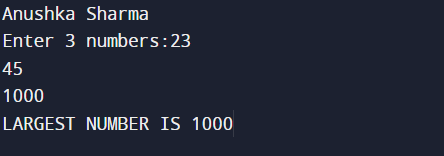 Anushka Sharma
Enter 3 numbers:23
45
1000
LARGEST NUMBER IS 1000